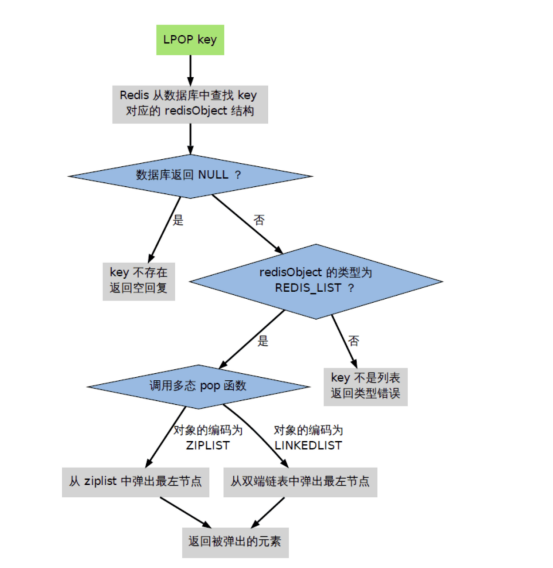 LPOP key
Redis 从数据库中查找 key
对应的 redisObject 结构
数据库返回 NULL ?
是
否
key 不存在
返回空回复
redisObject 的类型为
REDIS_LIST ?
是
否
key 不是列表
返回类型错误
调用多态 pop 函数
对象的编码为
ZIPLIST
对象的编码为
LINKEDLIST
从 ziplist 中弹出最左节点
从双端链表中弹出最左节点
返回被弹出的元素